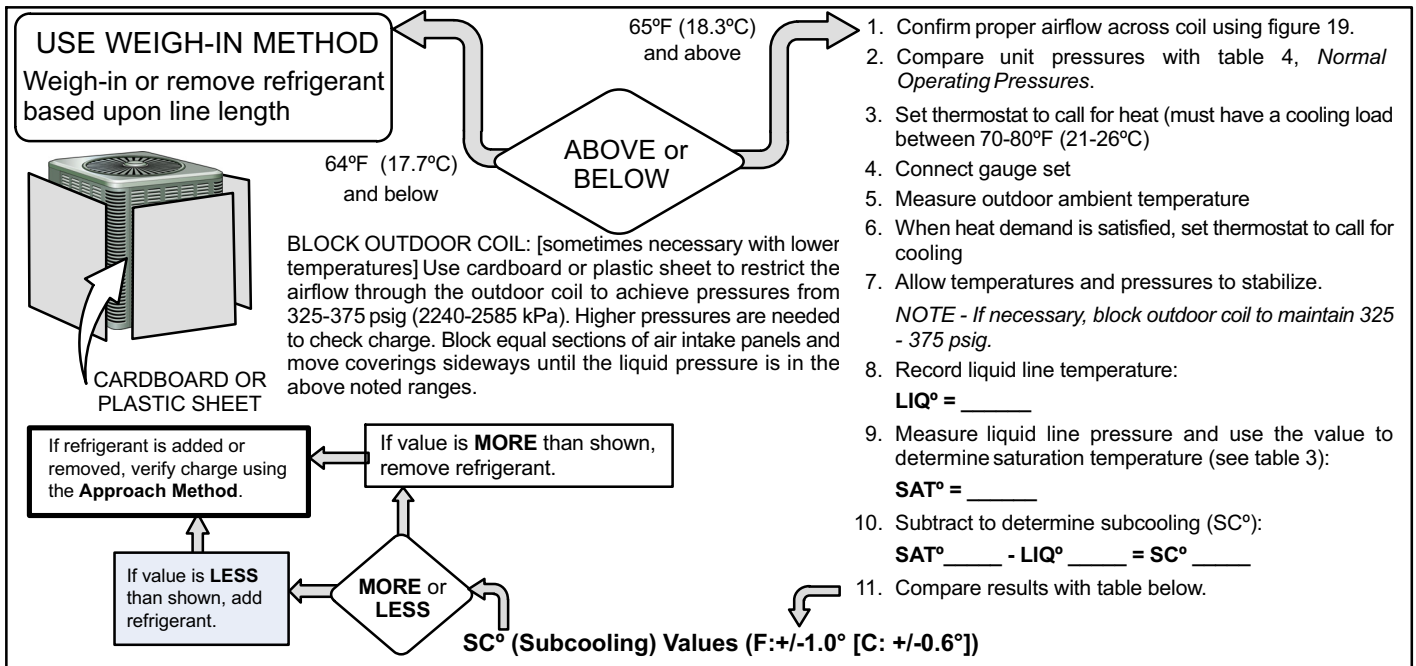 USE WEIGH-IN METHOD
Weigh-in or remove refrigerant
based upon line length
64ºF (17.7ºC)
and below
65ºF (18.3ºC)
and above
ABOVE or
BELOW
CARDBOARD OR
PLASTIC SHEET
BLOCK OUTDOOR COIL: [sometimes necessary with lower
temperatures] Use cardboard or plastic sheet to restrict the
airflow through the outdoor coil to achieve pressures from
325-375 psig (2240-2585 kPa). Higher pressures are needed
to check charge. Block equal sections of air intake panels and
move coverings sideways until the liquid pressure is in the
above noted ranges.
1. Confirm proper airflow across coil using figure 19.
2. Compare unit pressures with table 4, Normal
Operating Pressures.
3. Set thermostat to call for heat (must have a cooling load
between 70-80ºF (21-26ºC)
4. Connect gauge set
5. Measure outdoor ambient temperature
6. When heat demand is satisfied, set thermostat to call for
cooling
7. Allow temperatures and pressures to stabilize.
NOTE - If necessary, block outdoor coil to maintain 325
- 375 psig.
8. Record liquid line temperature:
LIQº = ______
9. Measure liquid line pressure and use the value to
determine saturation temperature (see table 3):
SATº = ______
10. Subtract to determine subcooling (SCº):
SATº_____ - LIQº _____ = SCº _____
11. Compare results with table below.
SCº (Subcooling) Values (F:+/-1.0° [C: +/-0.6°])
MORE or
LESS
If value is MORE than shown,
remove refrigerant.
If value is LESS
than shown, add
refrigerant.
If refrigerant is added or
removed, verify charge using
the Approach Method.